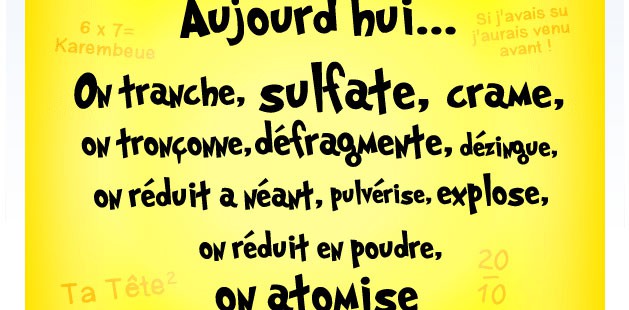 Aujourd hui...
6 x 7=
Karembeue
Si j'avais su
j'aurais venu
avant !
On tranche, sulfate, crame,
on tronçonne, défragmente, dézingue,
on réduit a néant, pulvérise, explose,
on réduit en poudre,
Ta Tête²
20
10
on atomise